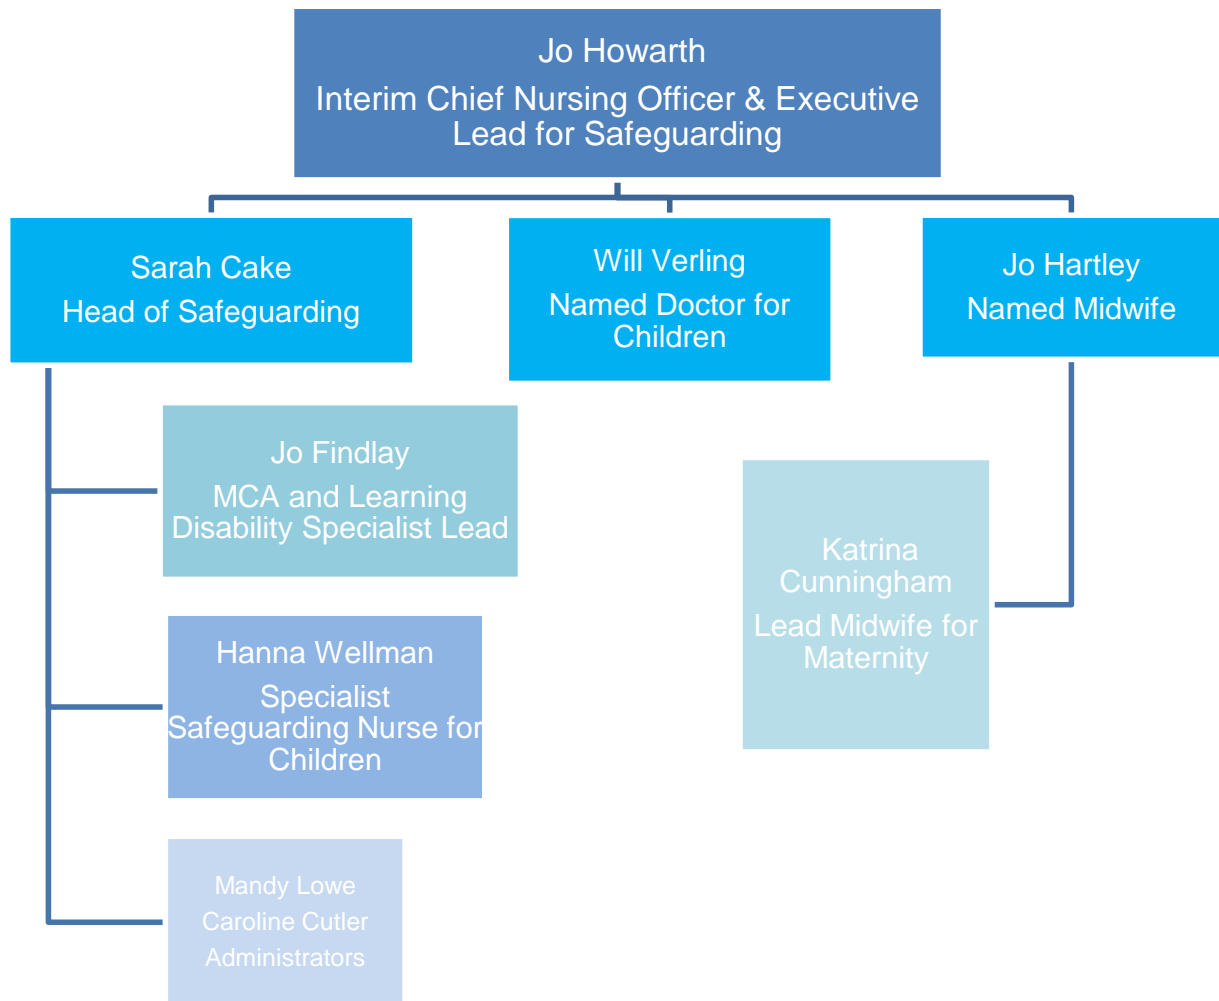 Jo Howarth
Interim Chief Nursing Officer & Executive
Lead for Safeguarding
Sarah Cake
Head of Safeguarding
Will Verling
Named Doctor for
Children
Jo Hartley
Named Midwife
Jo Findlay
MCA and Learning
Disability Specialist Lead
Katrina
Cunningham
Lead Midwife for
Maternity
Hanna Wellman
Specialist
Safeguarding Nurse for
Children
Mandy Lowe
Caroline Cutler
Administrators